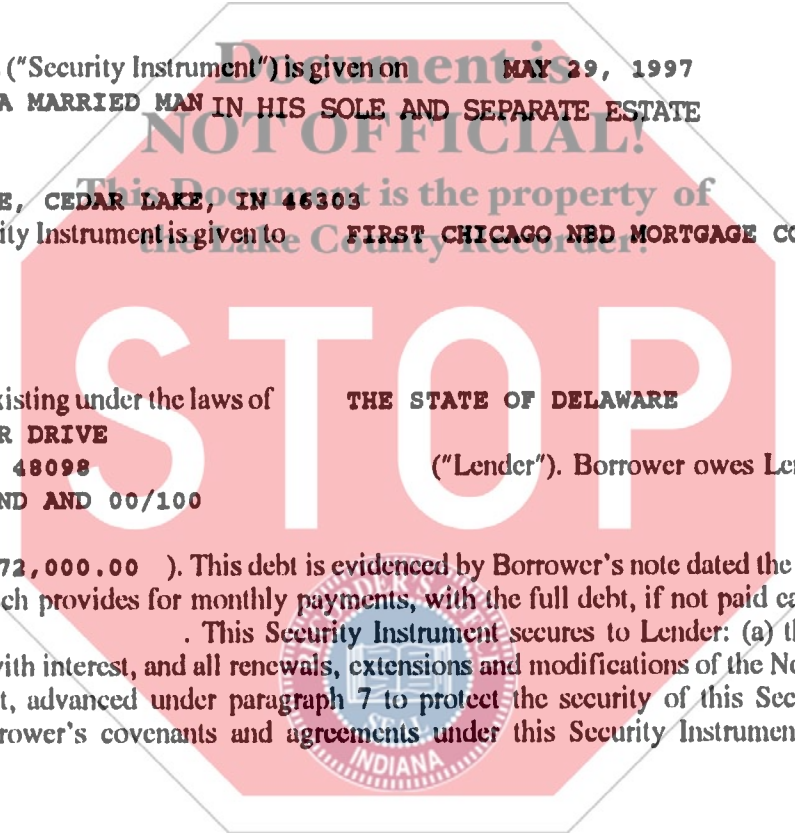 ("Security Instrument") is given on MAY 29, 1997
A MARRIED MAN IN HIS SOLE AND SEPARATE ESTATE
Document is
NOT OFFICIAL!
This Document is the property of
the Lake County Recorder!
E, CEDAR LAKE, IN 46303
ity Instrument is given to FIRST CHICAGO NBD MORTGAGE CO
STOP
xisting under the laws of THE STATE OF DELAWARE
R DRIVE
48098 ("Lender"). Borrower owes Len
ND AND 00/100
72,000.00 ). This debt is evidenced by Borrower's note dated the
ch provides for monthly payments, with the full debt, if not paid ea
. This Security Instrument secures to Lender: (a) th
with interest, and all renewals, extensions and modifications of the No
t, advanced under paragraph 7 to protect the security of this Sec
rower's covenants and agreements under this Security Instrument
SEAL
INDIANA